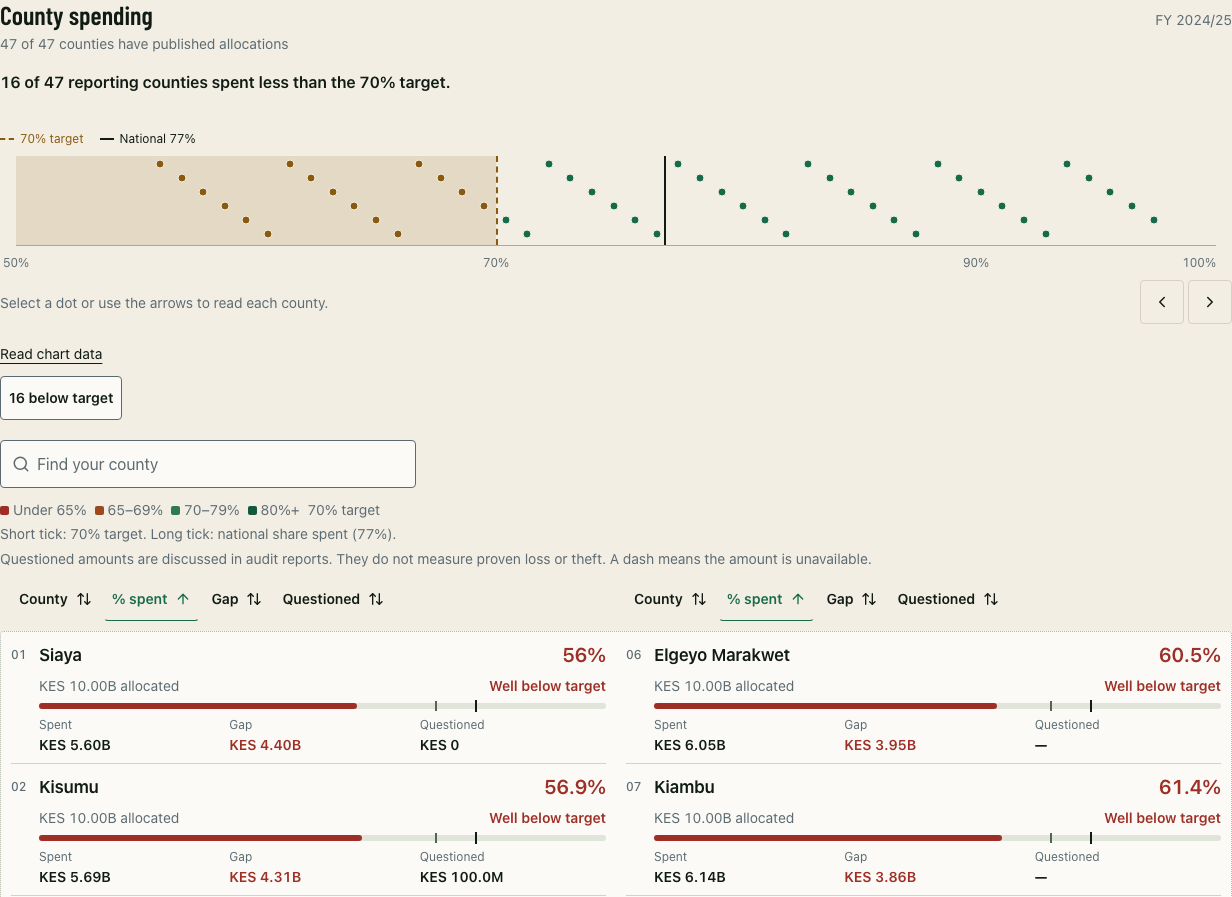 County spending
FY 2024/25
47 of 47 counties have published allocations
16 of 47 reporting counties spent less than the 70% target.
70% target National 77%
50% 70% 90% 100%
Select a dot or use the arrows to read each county.
Read chart data
16 below target
Find your county
Under 65% 65–69% 70–79% 80%+ 70% target
Short tick: 70% target. Long tick: national share spent (77%).
Questioned amounts are discussed in audit reports. They do not measure proven loss or theft. A dash means the amount is unavailable.
County % spent Gap Questioned
County % spent Gap Questioned
01 Siaya 56%
KES 10.00B allocated Well below target
Spent Gap Questioned
KES 5.60B KES 4.40B KES 0
02 Kisumu 56.9%
KES 10.00B allocated Well below target
Spent Gap Questioned
KES 5.69B KES 4.31B KES 100.0M
06 Elgeyo Marakwet 60.5%
KES 10.00B allocated Well below target
Spent Gap Questioned
KES 6.05B KES 3.95B —
07 Kiambu 61.4%
KES 10.00B allocated Well below target
Spent Gap Questioned
KES 6.14B KES 3.86B —